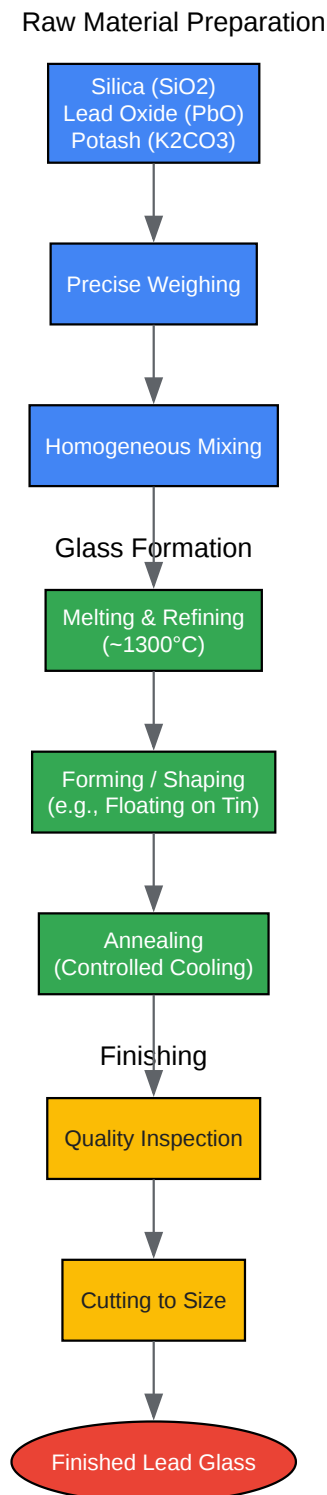 Raw Material Preparation
Silica (SiO2)
Lead Oxide (PbO)
Potash (K2CO3)
Precise Weighing
Homogeneous Mixing
Glass Formation
Melting & Refining
(~1300°C)
Forming / Shaping
(e.g., Floating on Tin)
Annealing
(Controlled Cooling)
Finishing
Quality Inspection
Cutting to Size
Finished Lead Glass